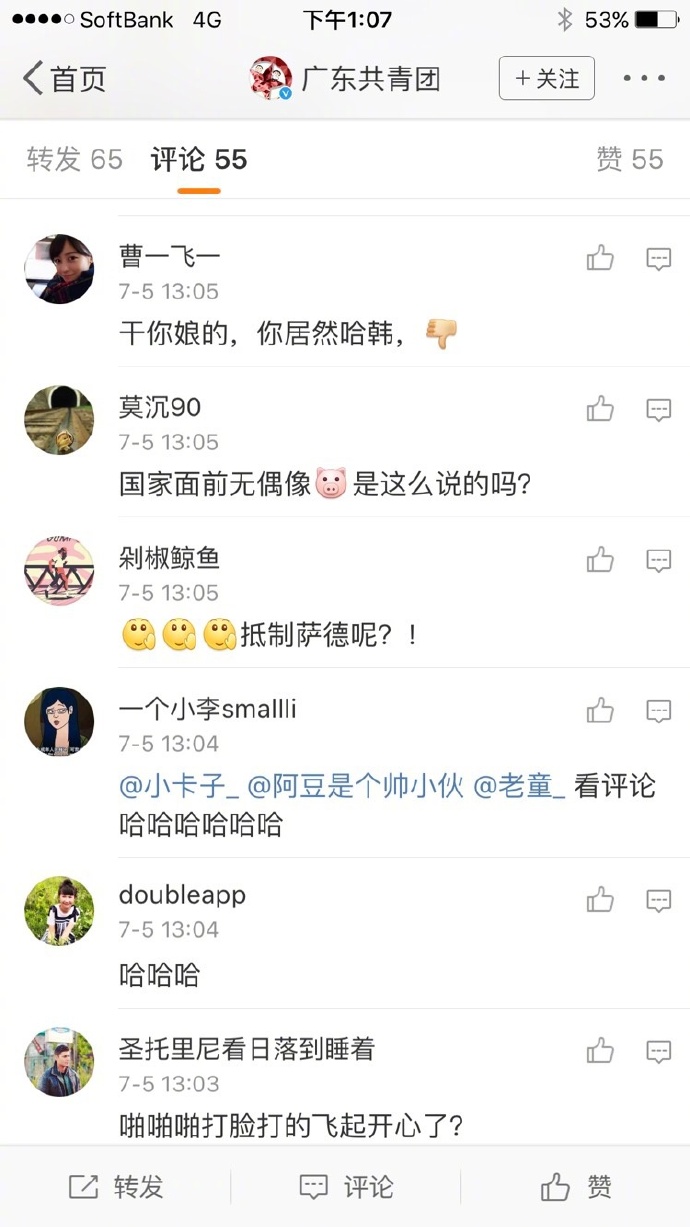 SoftBank 4G 下午1:07 53%
首页 广东共青团 +关注
转发 65 评论 55 赞 55
曹一飞一
7-5 13:05
干你娘的，你居然哈韩，
莫沉90
7-5 13:05
国家面前无偶像 是这么说的吗?
剁椒鲸鱼
7-5 13:05
抵制萨德呢？！
一个小李smallli
7-5 13:04
@小卡子_ @阿豆是个帅小伙 @老童_ 看评论
哈哈哈哈哈哈
doubleapp
7-5 13:04
哈哈哈
圣托里尼看日落到睡着
7-5 13:03
啪啪啪打脸打的飞起开心了?
转发 评论 赞